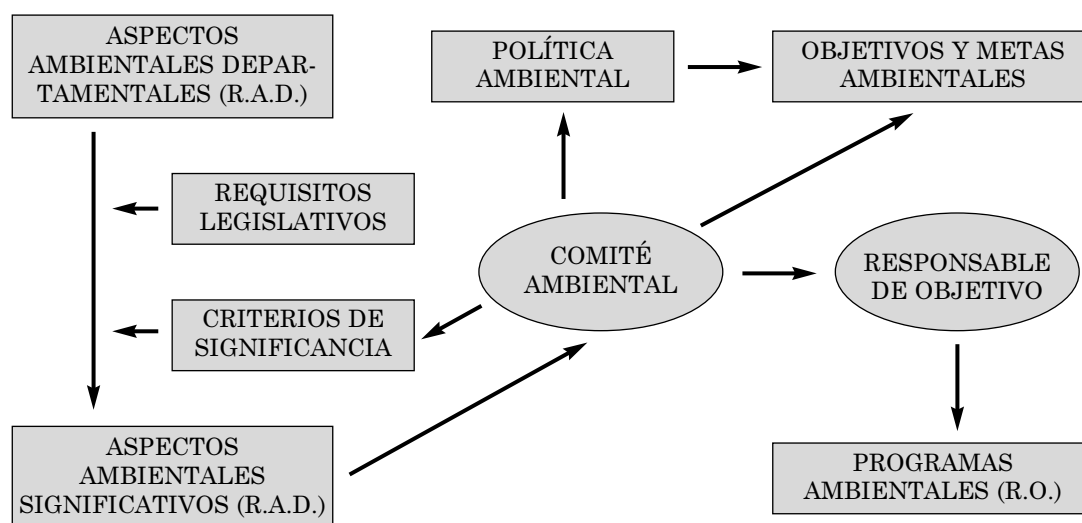 ASPECTOS
AMBIENTALES DEPAR-
TAMENTALES (R.A.D.)
POLÍTICA
AMBIENTAL
OBJETIVOS Y METAS
AMBIENTALES
REQUISITOS
LEGISLATIVOS
COMITÉ
AMBIENTAL
RESPONSABLE
DE OBJETIVO
CRITERIOS DE
SIGNIFICANCIA
ASPECTOS
AMBIENTALES
SIGNIFICATIVOS (R.A.D.)
PROGRAMAS
AMBIENTALES (R.O.)